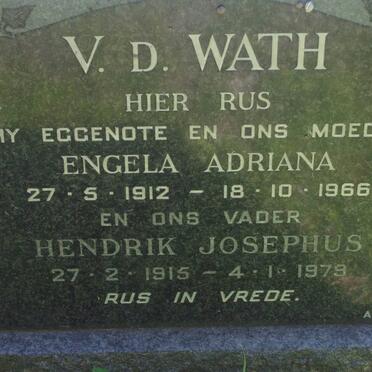 V. D. WATH
HIER RUS
MY EGGENOTE EN ONS MOED
ENGELA ADRIANA
27·5·1912 – 18·10·1966
EN ONS VADER
HENDRIK JOSEPHUS
27·2·1915 – 4·1·1979
RUS IN VREDE.
A